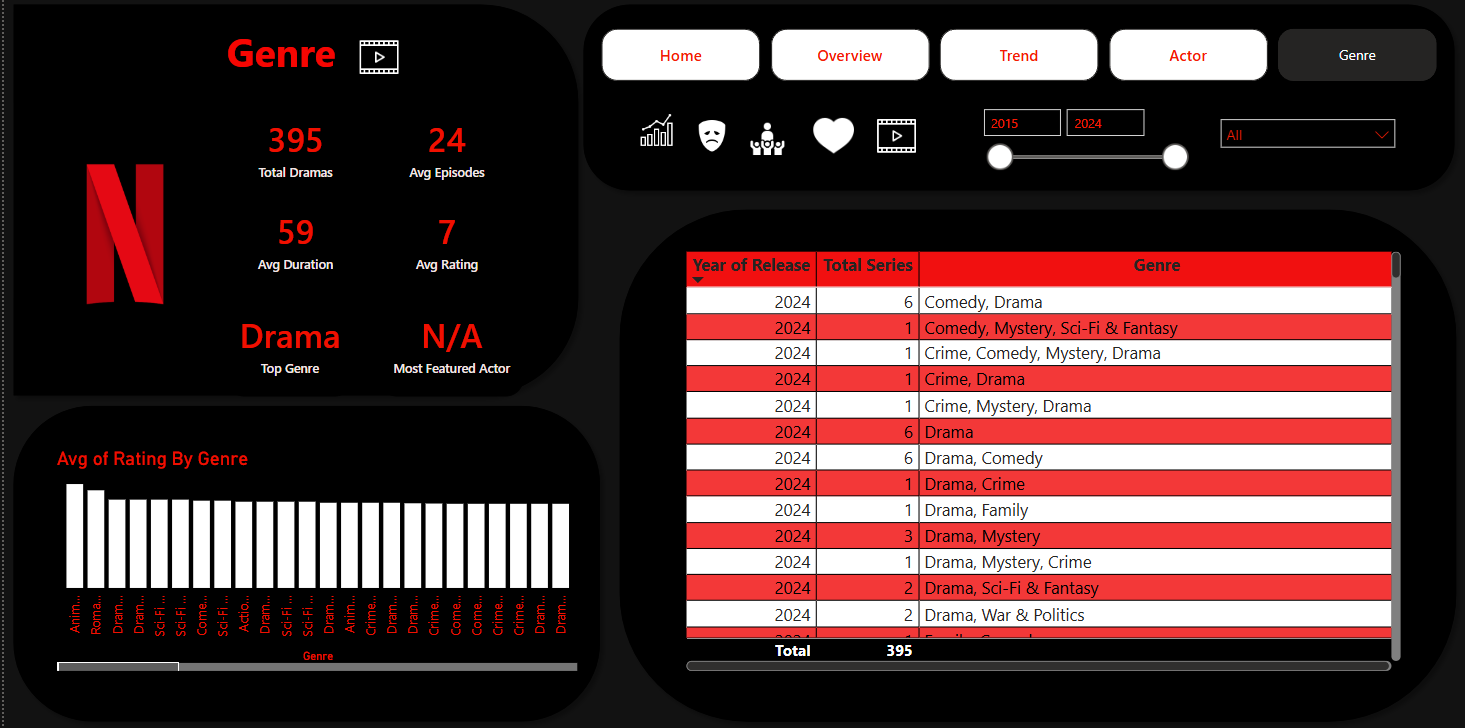 Genre
395
Total Dramas
24
Avg Episodes
59
Avg Duration
7
Avg Rating
Drama
Top Genre
N/A
Most Featured Actor
Home
Overview
Trend
Actor
Genre
2015
2024
All
Avg of Rating By Genre
Anim...
Roma...
Dram...
Dram...
Sci-Fi ...
Sci-Fi ...
Come...
Sci-Fi ...
Actio...
Dram...
Sci-Fi ...
Sci-Fi ...
Dram...
Anim...
Crime...
Dram...
Dram...
Crime...
Come...
Come...
Crime...
Crime...
Dram...
Dram...
Genre
Year of Release Total Series Genre
2024 6 Comedy, Drama
2024 1 Comedy, Mystery, Sci-Fi & Fantasy
2024 1 Crime, Comedy, Mystery, Drama
2024 1 Crime, Drama
2024 1 Crime, Mystery, Drama
2024 6 Drama
2024 6 Drama, Comedy
2024 1 Drama, Crime
2024 1 Drama, Family
2024 3 Drama, Mystery
2024 1 Drama, Mystery, Crime
2024 2 Drama, Sci-Fi & Fantasy
2024 2 Drama, War & Politics
Total 395